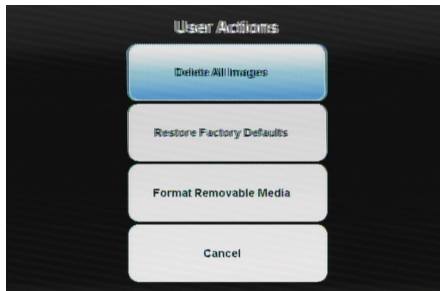 User Actions
Delete All Images
Restore Factory Defaults
Format Removable Media
Cancel